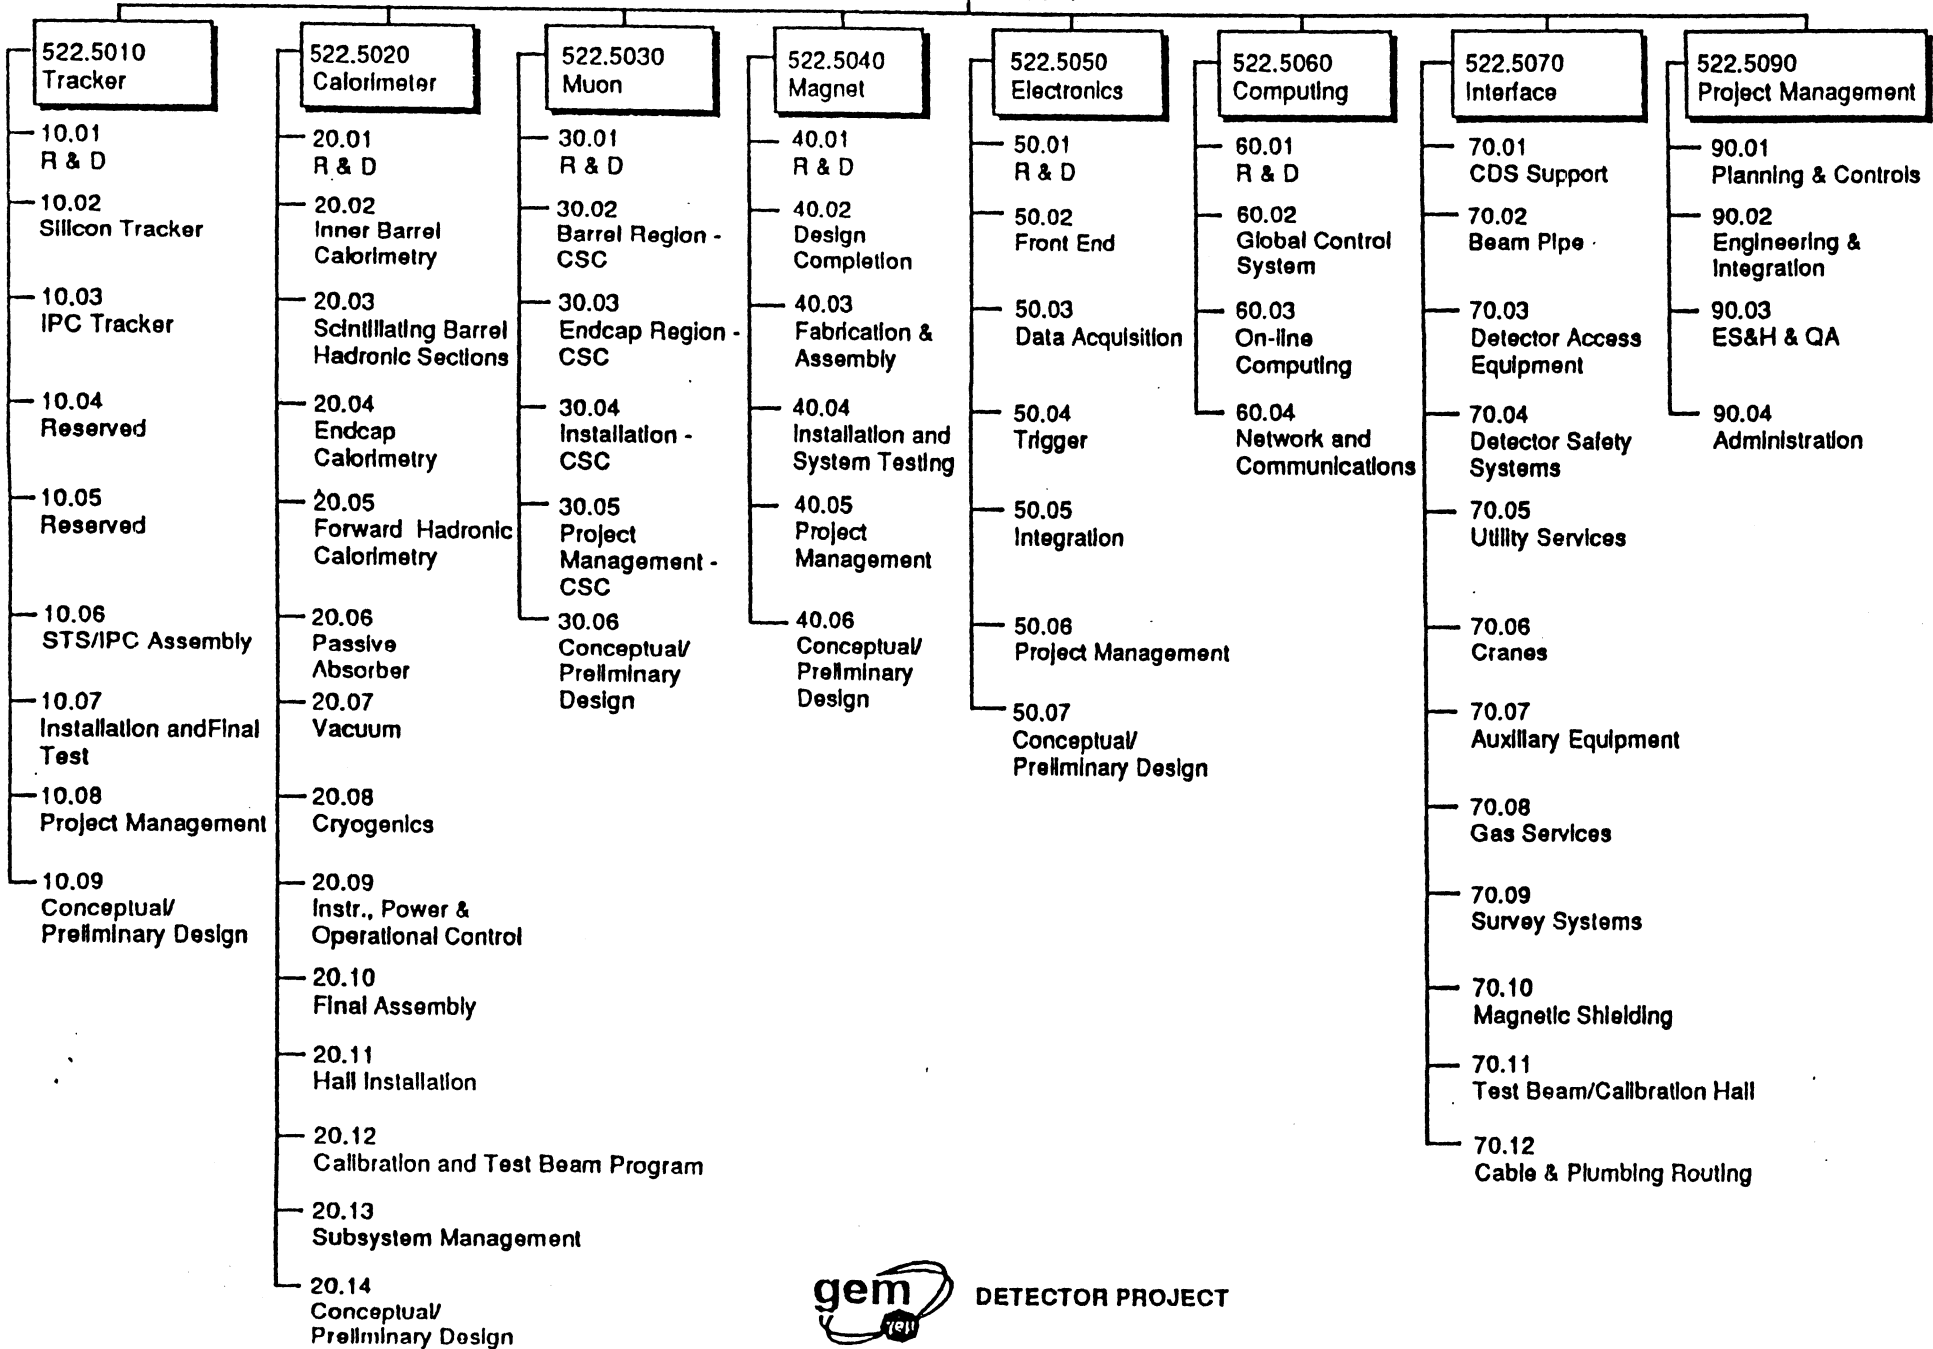 522.5010
Tracker
10.01
R & D
10.02
Silicon Tracker
10.03
IPC Tracker
10.04
Reserved
10.05
Reserved
10.06
STS/IPC Assembly
10.07
Installation andFinal
Test
10.08
Project Management
10.09
Conceptual/
Preliminary Design
522.5020
Calorimeter
20.01
R & D
20.02
Inner Barrel
Calorimetry
20.03
Scintillating Barrel
Hadronic Sections
20.04
Endcap
Calorimetry
20.05
Forward Hadronic
Calorimetry
20.06
Passive
Absorber
20.07
Vacuum
20.08
Cryogenics
20.09
Instr., Power &
Operational Control
20.10
Final Assembly
20.11
Hall Installation
20.12
Calibration and Test Beam Program
20.13
Subsystem Management
20.14
Conceptual/
Preliminary Design
522.5030
Muon
30.01
R & D
30.02
Barrel Region -
CSC
30.03
Endcap Region -
CSC
30.04
Installation -
CSC
30.05
Project
Management -
CSC
30.06
Conceptual/
Preliminary
Design
522.5040
Magnet
40.01
R & D
40.02
Design
Completion
40.03
Fabrication &
Assembly
40.04
Installation and
System Testing
40.05
Project
Management
40.06
Conceptual/
Preliminary
Design
522.5050
Electronics
50.01
R & D
50.02
Front End
50.03
Data Acquisition
50.04
Trigger
50.05
Integration
50.06
Project Management
50.07
Conceptual/
Preliminary Design
522.5060
Computing
60.01
R & D
60.02
Global Control
System
60.03
On-line
Computing
60.04
Network and
Communications
522.5070
Interface
70.01
CDS Support
70.02
Beam Pipe
70.03
Detector Access
Equipment
70.04
Detector Safety
Systems
70.05
Utility Services
70.06
Cranes
70.07
Auxiliary Equipment
70.08
Gas Services
70.09
Survey Systems
70.10
Magnetic Shielding
70.11
Test Beam/Calibration Hall
70.12
Cable & Plumbing Routing
522.5090
Project Management
90.01
Planning & Controls
90.02
Engineering &
Integration
90.03
ES&H & QA
90.04
Administration
gem
DETECTOR PROJECT